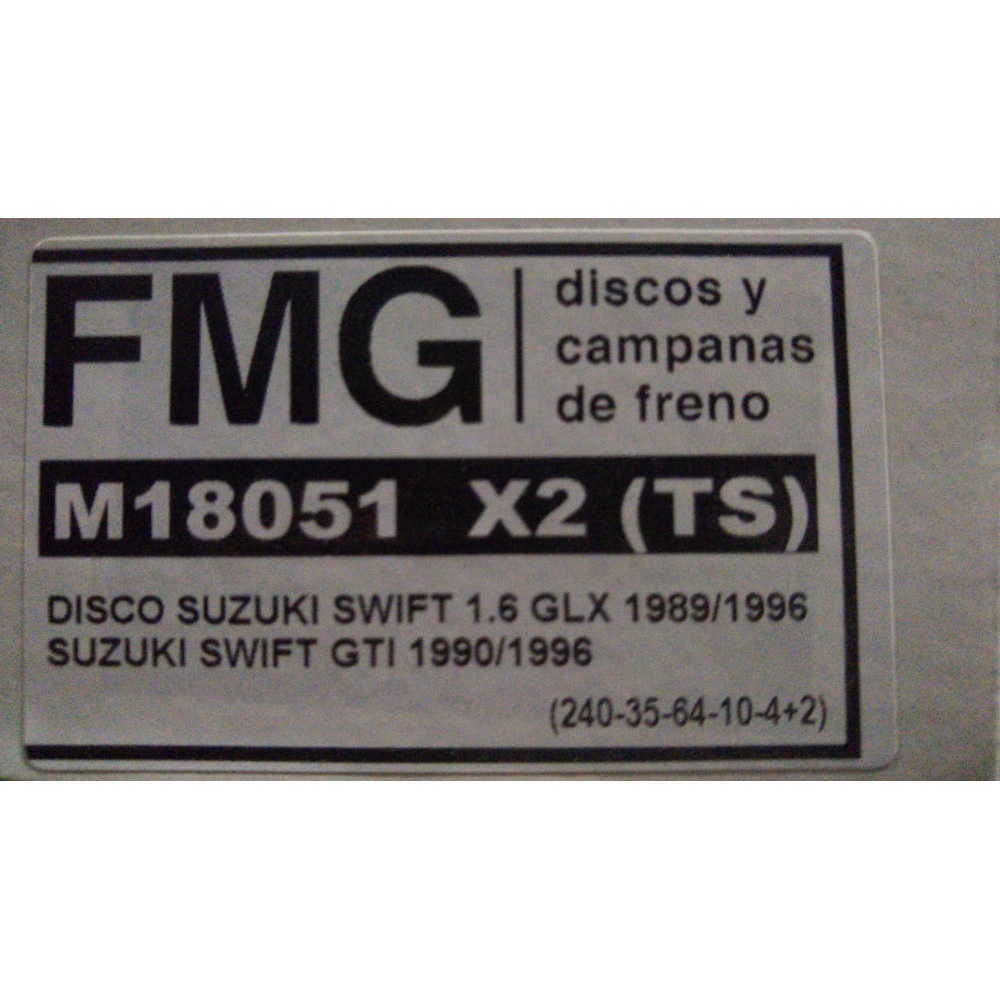 FMG
discos y
campanas
de freno
M18051 X2 (TS)
DISCO SUZUKI SWIFT 1.6 GLX 1989/1996
SUZUKI SWIFT GTI 1990/1996
(240-35-64-10-4+2)